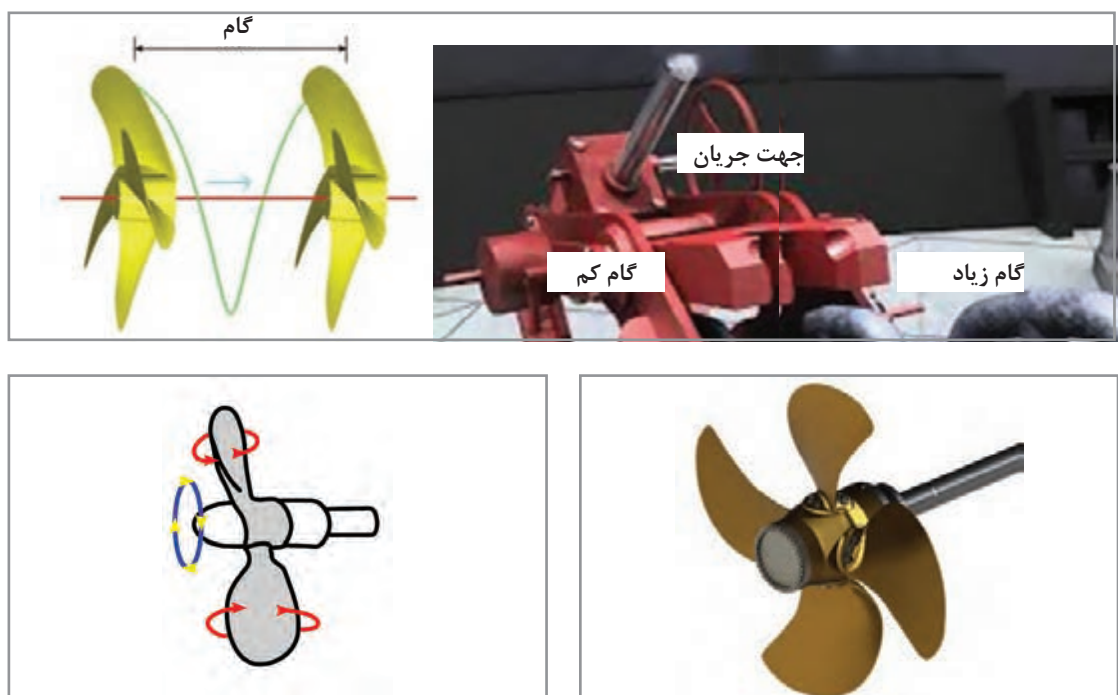 گام
جهت جریان
گام کم
گام زیاد